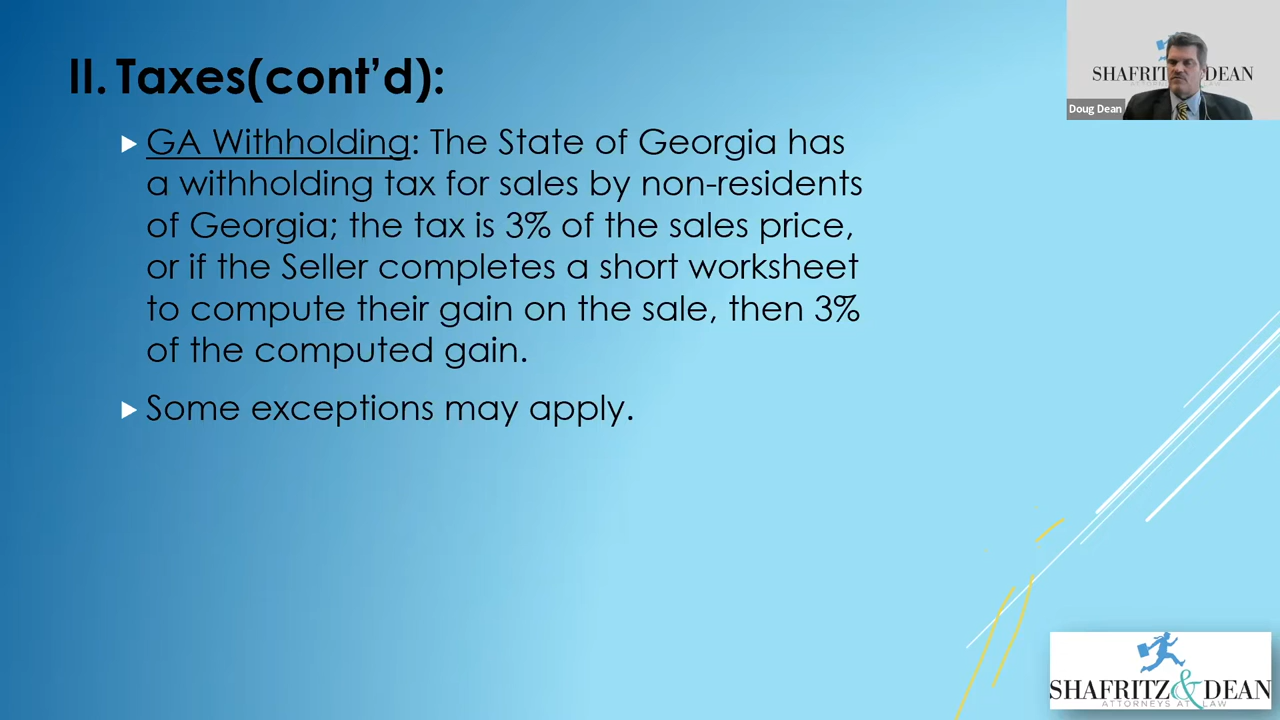 II. Taxes(cont’d):
GA Withholding: The State of Georgia has
a withholding tax for sales by non-residents
of Georgia; the tax is 3% of the sales price,
or if the Seller completes a short worksheet
to compute their gain on the sale, then 3%
of the computed gain.
Some exceptions may apply.
SHAFRITZ DEAN
Doug Dean
SHAFRITZ & DEAN
ATTORNEYS AT LAW